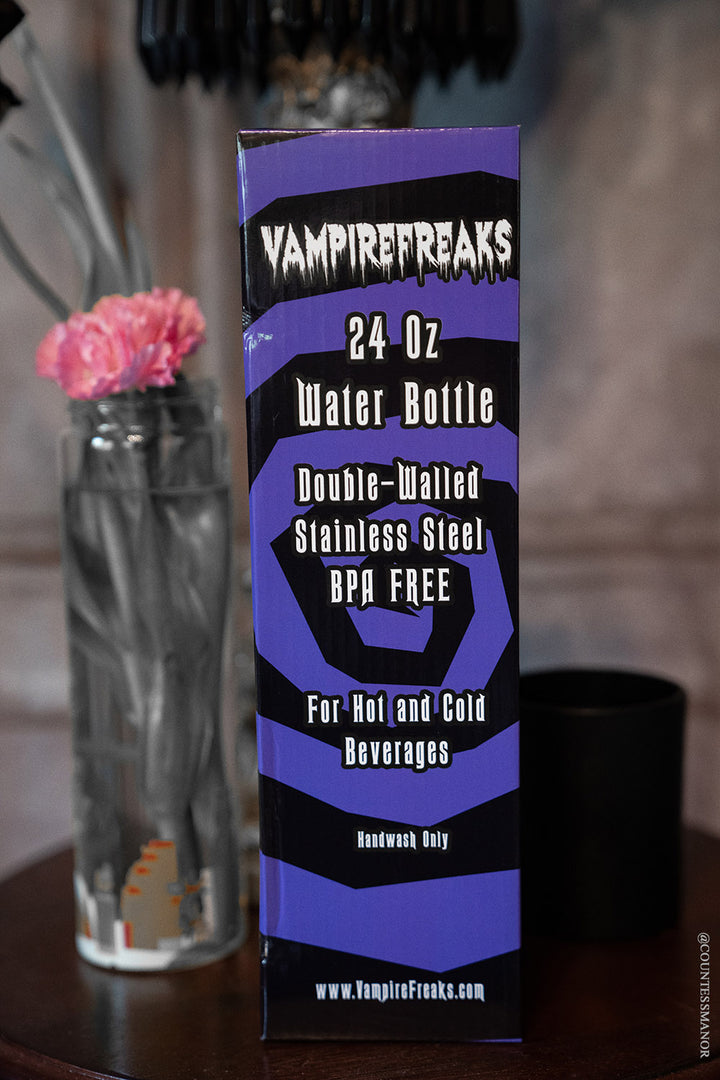 VAMPIREFREAKS
24 Oz
Water Bottle
Double-Walled
Stainless Steel
BPA FREE
For Hot and Cold
Beverages
Handwash Only
www.VampireFreaks.com
@COUNTESSMANOR